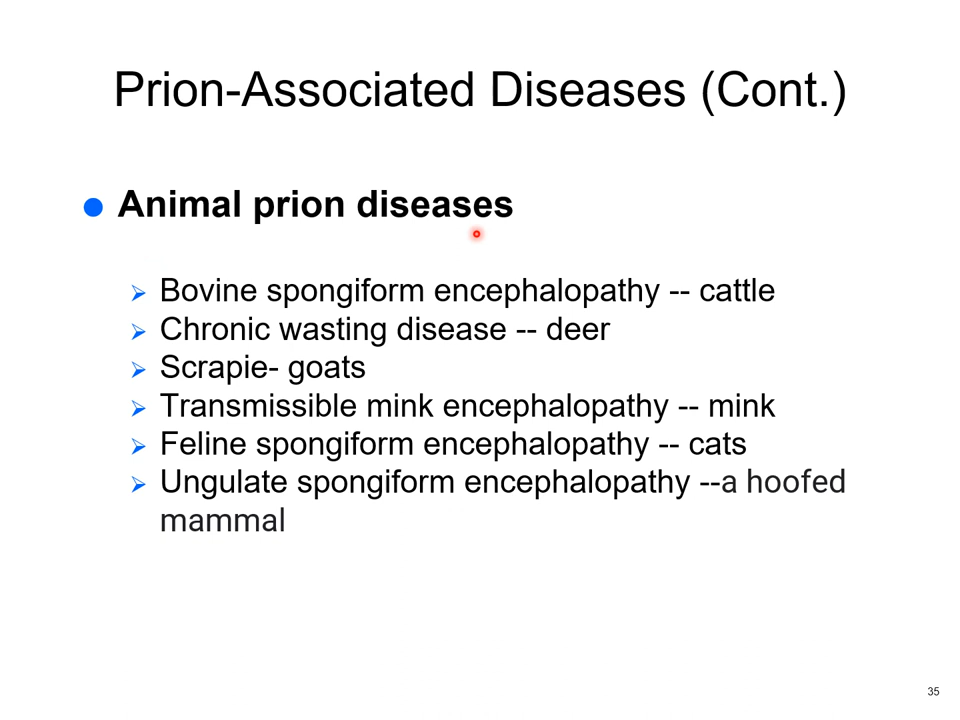 Prion-Associated Diseases (Cont.)
Animal prion diseases
Bovine spongiform encephalopathy -- cattle
Chronic wasting disease -- deer
Scrapie- goats
Transmissible mink encephalopathy -- mink
Feline spongiform encephalopathy -- cats
Ungulate spongiform encephalopathy --a hoofed
mammal
35